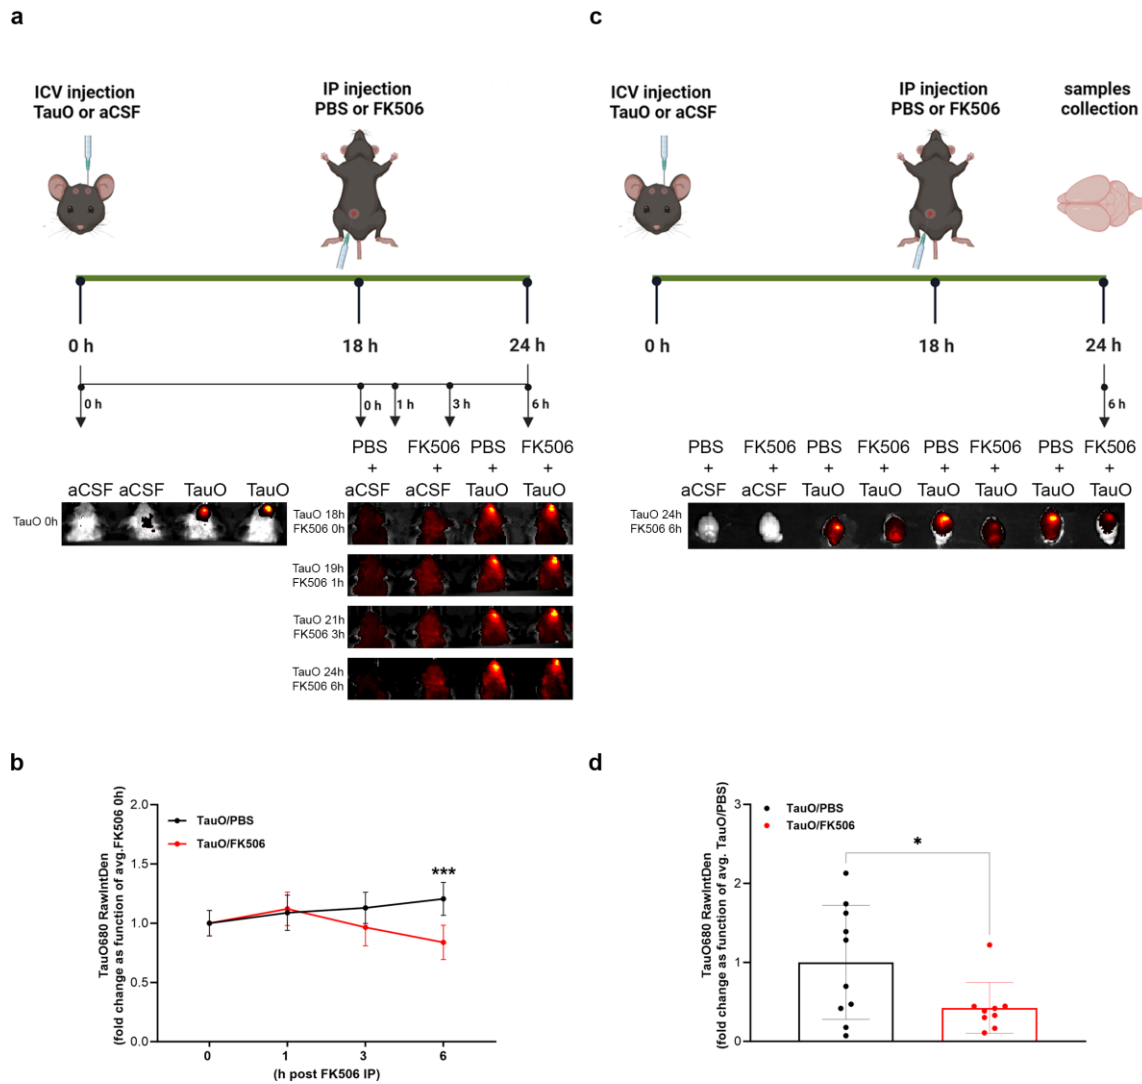 a
ICV injection
TauO or aCSF
IP injection
PBS or FK506
0 h
18 h
24 h
0 h
0 h
1 h
3 h
6 h
PBS FK506 PBS FK506
+ + + +
aCSF aCSF TauO TauO
aCSF aCSF TauO TauO
TauO 0h
TauO 18h
FK506 0h
TauO 19h
FK506 1h
TauO 21h
FK506 3h
TauO 24h
FK506 6h
c
ICV injection
TauO or aCSF
IP injection
PBS or FK506
samples
collection
0 h
18 h
24 h
6 h
PBS FK506 PBS FK506 PBS FK506 PBS FK506
+ + + + + + + +
aCSF aCSF TauO TauO TauO TauO TauO TauO
TauO 24h
FK506 6h
b
TauO680 RawIntDen
(fold change as function of avg.FK506 0h)
2.0
1.5
1.0
0.5
0.0
TauO/PBS
TauO/FK506
***
0 1 3 6
(h post FK506 IP)
d
TauO680 RawIntDen
(fold change as function of avg. TauO/PBS)
3
2
1
0
TauO/PBS
TauO/FK506
*